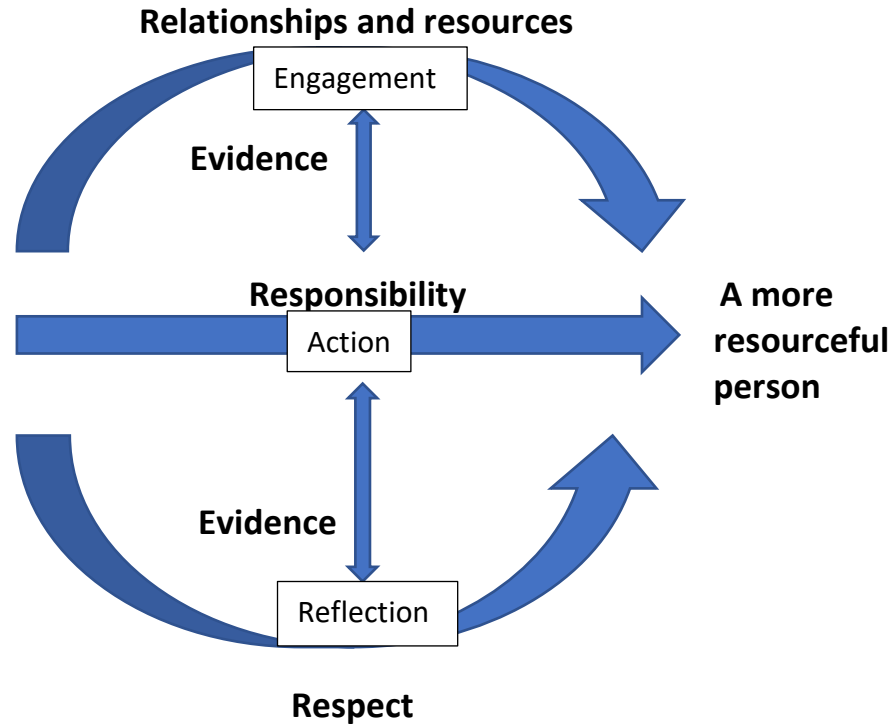 Relationships and resources
Engagement
Evidence
Responsibility
Action
A more
resourceful
person
Evidence
Reflection
Respect